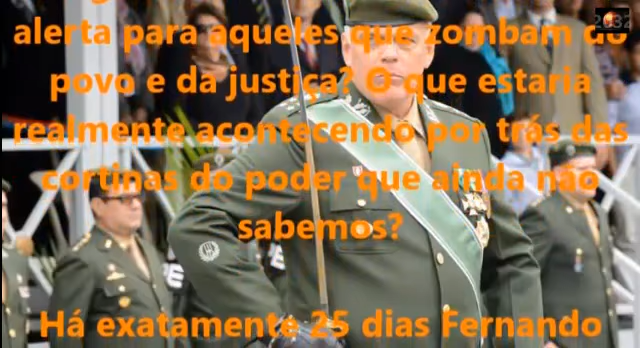 alerta para aqueles que zombam do
povo e da justiça? O que estaria
realmente acontecendo por trás das
cortinas do poder que ainda não
sabemos?
Há exatamente 25 dias Fernando